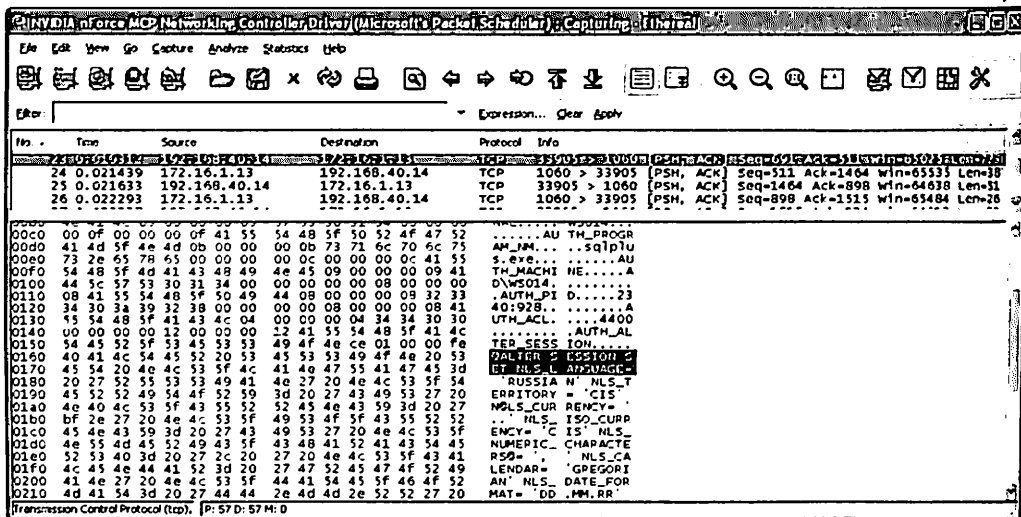 NVIDIA nForce MCP Networking Controller Driver (Microsoft's Packet Scheduler) : Capturing - Ethereal
File Edit View Go Capture Analyze Statistics Help
Filter: Expression... Clear Apply
No. . Time Source Destination Protocol Info
24 0.021439 172.16.1.13 192.168.40.14 TCP 1060 > 33905 [PSH, ACK] Seq=511 Ack=1464 Win=65535 Len=38
25 0.021633 192.168.40.14 172.16.1.13 TCP 33905 > 1060 [PSH, ACK] Seq=1464 Ack=898 Win=64638 Len=51
26 0.022293 172.16.1.13 192.168.40.14 TCP 1060 > 33905 [PSH, ACK] Seq=898 Ack=1515 Win=65484 Len=26
00c0 00 0f 00 00 00 0f 41 55 54 48 5f 50 52 4f 47 52 ......AU TH_PROGR
00d0 41 4d 5f 4e 4d 0b 00 00 00 0b 73 71 6c 70 6c 75 AM_NM... ..sqlplu
00e0 73 2e 65 78 65 00 00 00 00 0c 00 00 00 0c 41 55 s.exe... ......AU
00f0 54 48 5f 4d 41 43 48 49 4e 45 09 00 00 00 09 41 TH_MACHI NE.....A
0100 44 5c 57 53 30 31 34 00 00 00 00 00 08 00 00 00 D\WS014. ........
0110 08 41 55 54 48 5f 50 49 44 08 00 00 00 08 32 33 .AUTH_PI D.....23
0120 34 30 3a 39 32 38 00 00 00 00 08 00 00 00 08 41 40:928.. .......A
0130 55 54 48 5f 41 43 4c 04 00 00 00 04 34 34 30 30 UTH_ACL. ....4400
0140 00 00 00 00 12 00 00 00 12 41 55 54 48 5f 41 4c ........ .AUTH_AL
0150 54 45 52 5f 53 45 53 53 49 4f 4e ce 01 00 00 fe TER_SESS ION.....
0160 40 41 4c 54 45 52 20 53 45 53 53 49 4f 4e 20 53 @ALTER S ESSION S
0170 45 54 20 4e 4c 53 5f 4c 41 4e 47 55 41 47 45 3d ET NLS_L ANGUAGE=
0180 20 27 52 55 53 53 49 41 4e 27 20 4e 4c 53 5f 54 'RUSSIA N' NLS_T
0190 45 52 52 49 54 4f 52 59 3d 20 27 43 49 53 27 20 ERRITORY = 'CIS'
01a0 4e 40 4c 53 5f 43 55 52 52 45 4e 43 59 3d 20 27 N@LS_CUR RENCY= '
01b0 bf 2e 27 20 4e 4c 53 5f 49 53 4f 5f 43 55 52 52 ..' NLS_ ISO_CURR
01c0 45 4e 43 59 3d 20 27 43 49 53 27 20 4e 4c 53 5f ENCY= 'C IS' NLS_
01d0 4e 55 4d 45 52 49 43 5f 43 48 41 52 41 43 54 45 NUMERIC_ CHARACTE
01e0 52 53 40 3d 20 27 2c 20 27 20 4e 4c 53 5f 43 41 RS@= ', ' NLS_CA
01f0 4c 45 4e 44 41 52 3d 20 27 47 52 45 47 4f 52 49 LENDAR= 'GREGORI
0200 41 4e 27 20 4e 4c 53 5f 44 41 54 45 5f 46 4f 52 AN' NLS_ DATE_FOR
0210 4d 41 54 3d 20 27 44 44 2e 4d 4d 2e 52 52 27 20 MAT= 'DD .MM.RR'
Transmission Control Protocol (tcp), P: 57 D: 57 M: 0